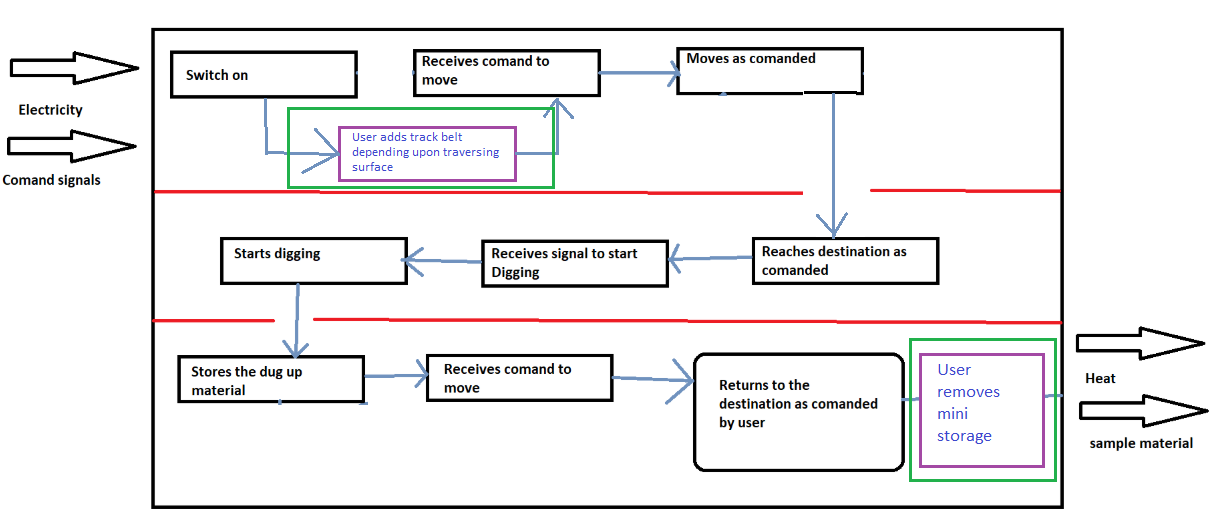 Switch on
Receives comand to
move
Moves as comanded
Electricity
Comand signals
User adds track belt
depending upon traversing
surface
Starts digging
Receives signal to start
Digging
Reaches destination as
comanded
Stores the dug up
material
Receives comand to
move
Returns to the
destination as comanded
by user
User
removes
mini
storage
Heat
sample material